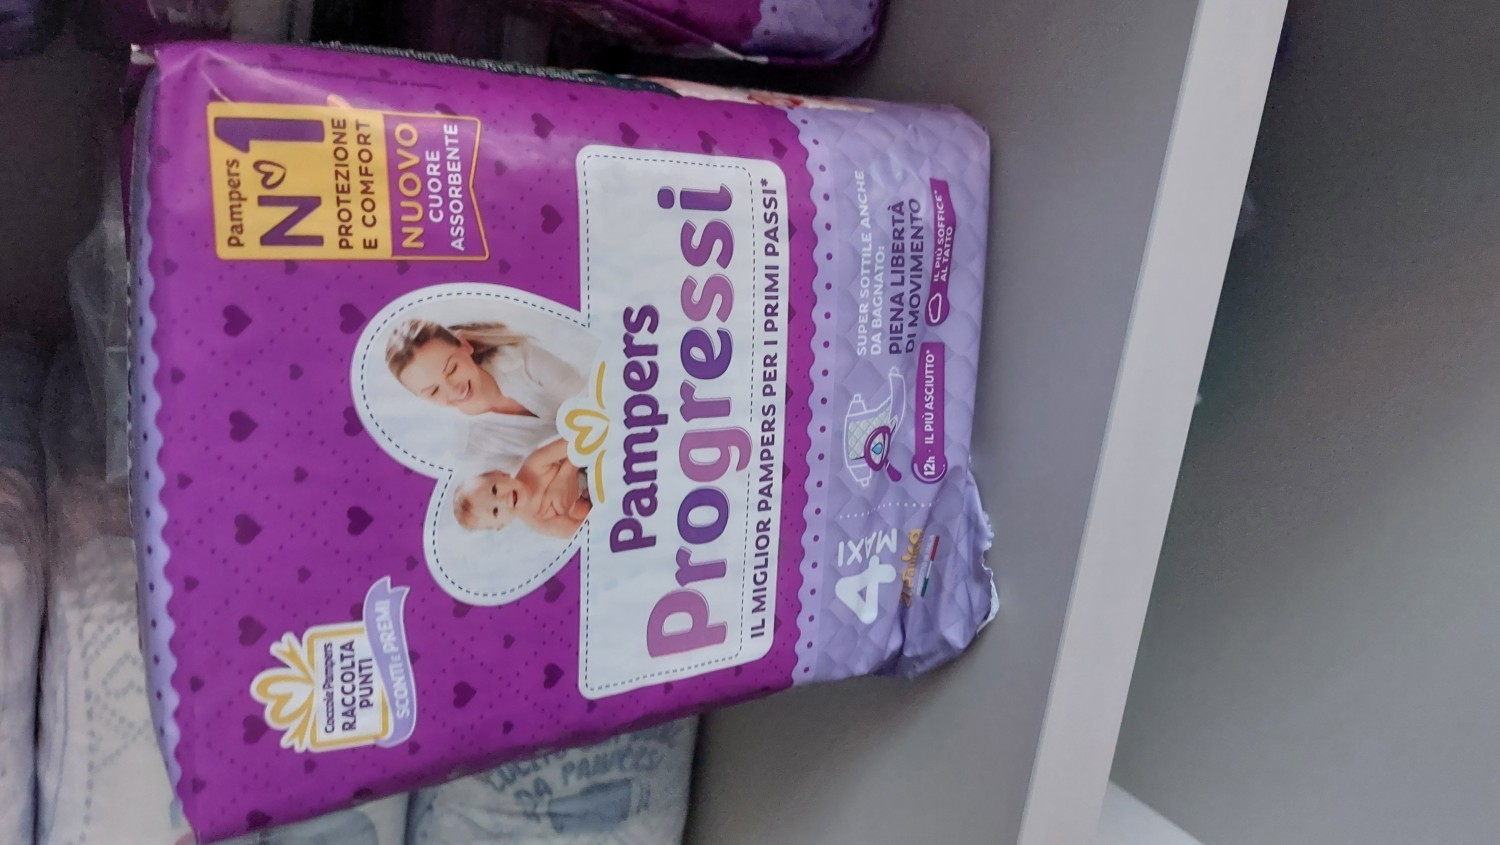 Pampers
N°1
PROTEZIONE
E COMFORT
NUOVO
CUORE
ASSORBENTE
Coccole Pampers
RACCOLTA
PUNTI
SCONTI E PREMI
Pampers
Progressi
IL MIGLIOR PAMPERS PER I PRIMI PASSI*
4
MAXI
SUPER SOTTILE ANCHE
DA BAGNATO:
PIENA LIBERTÀ
DI MOVIMENTO
12h · IL PIÙ ASCIUTTO*
IL PIÙ SOFFICE*
AL TATTO
DA PAMPERS